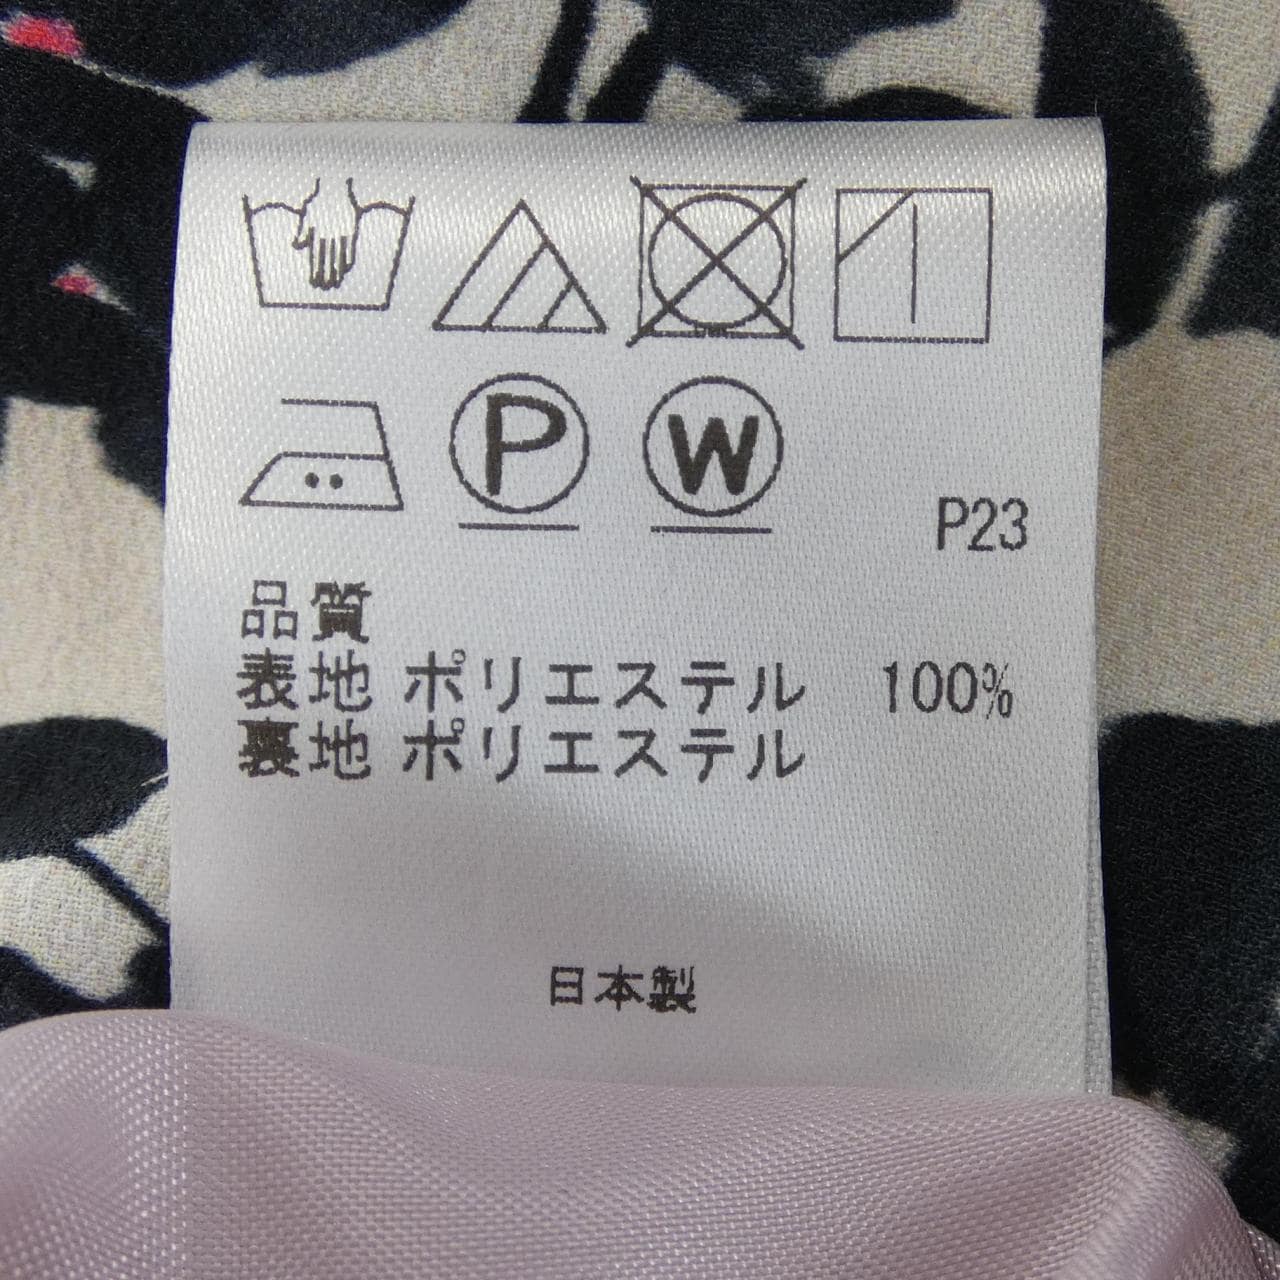 P W
P23
品質
表地 ポリエステル 100%
裏地 ポリエステル
日本製